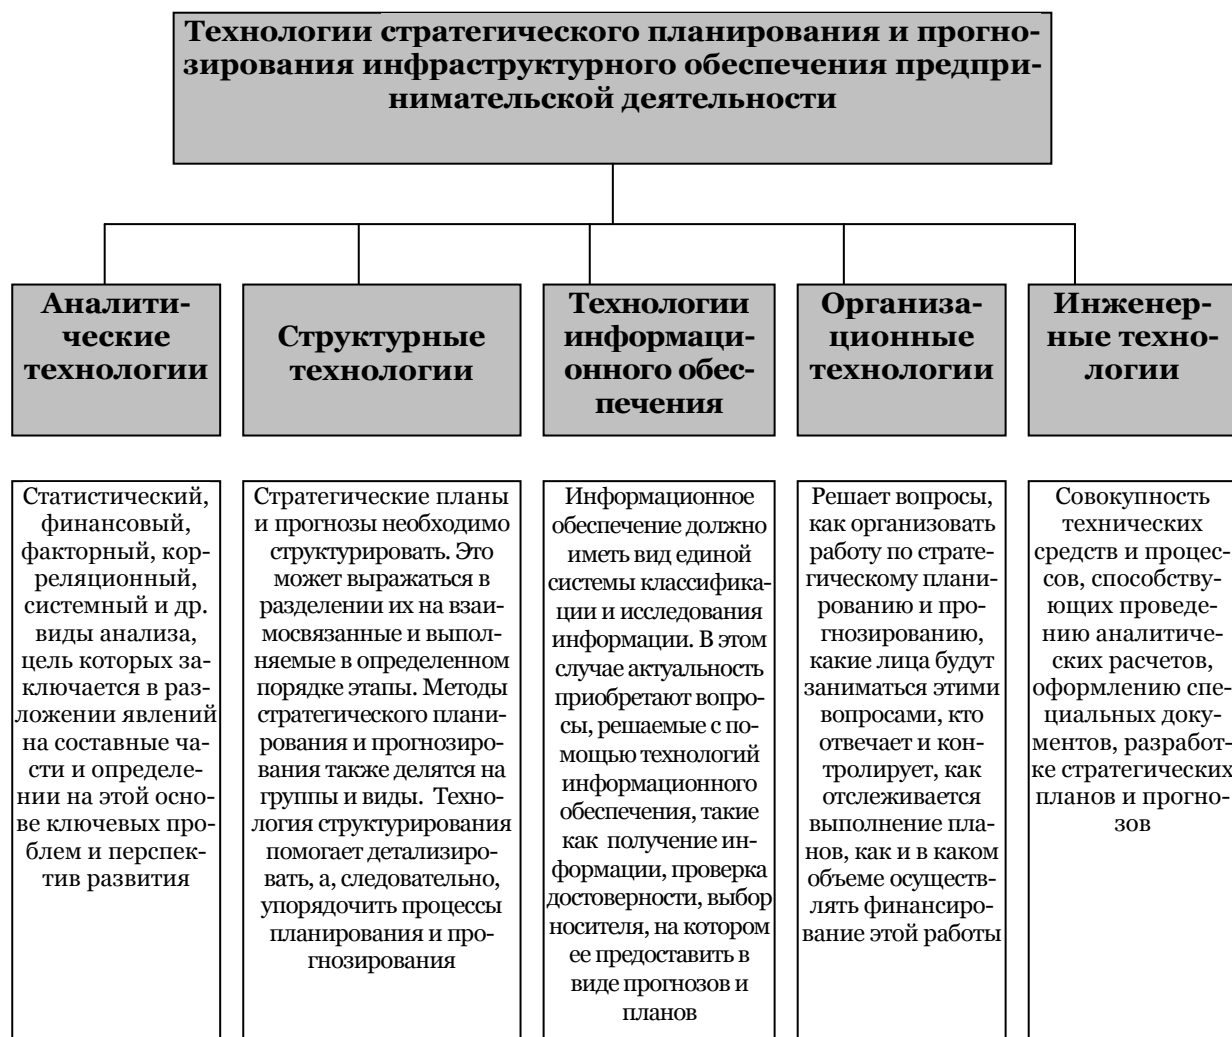 Технологии стратегического планирования и прогно-
зирования инфраструктурного обеспечения предпри-
нимательской деятельности
Аналити-
ческие
технологии
Структурные
технологии
Технологии
информаци-
онного обес-
печения
Организа-
ционные
технологии
Инженер-
ные техно-
логии
Статистический,
финансовый,
факторный, кор-
реляционный,
системный и др.
виды анализа,
цель которых за-
ключается в раз-
ложении явлений
на составные ча-
сти и определе-
нии на этой осно-
ве ключевых про-
блем и перспек-
тив развития
Стратегические планы
и прогнозы необходимо
структурировать. Это
может выражаться в
разделении их на взаи-
мосвязанные и выпол-
няемые в определенном
порядке этапы. Методы
стратегического плани-
рования и прогнозиро-
вания также делятся на
группы и виды. Техно-
логия структурирования
помогает детализиро-
вать, а, следовательно,
упорядочить процессы
планирования и про-
гнозирования
Информационное
обеспечение должно
иметь вид единой
системы классифика-
ции и исследования
информации. В этом
случае актуальность
приобретают вопро-
сы, решаемые с по-
мощью технологий
информационного
обеспечения, такие
как получение ин-
формации, проверка
достоверности, выбор
носителя, на котором
ее предоставить в
виде прогнозов и
планов
Решает вопросы,
как организовать
работу по страте-
гическому плани-
рованию и про-
гнозированию,
какие лица будут
заниматься этими
вопросами, кто
отвечает и кон-
тролирует, как
отслеживается
выполнение пла-
нов, как и в каком
объеме осуществ-
лять финансиро-
вание этой работы
Совокупность
технических
средств и процес-
сов, способству-
ющих проведе-
нию аналитиче-
ских расчетов,
оформлению спе-
циальных доку-
ментов, разработ-
ке стратегических
планов и прогно-
зов